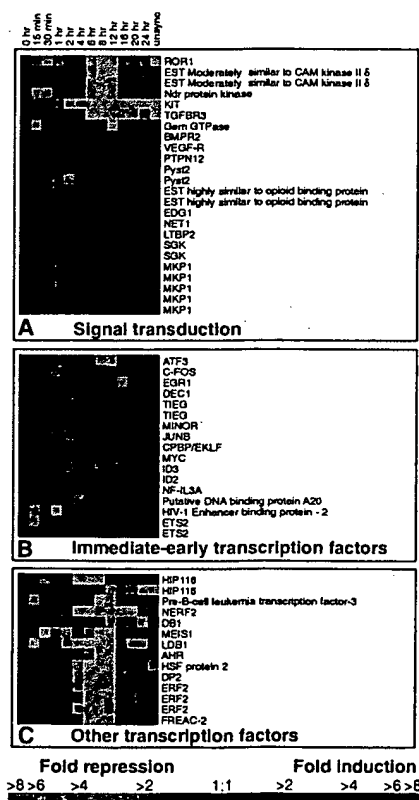 0 hr
15 min
30 min
1 hr
2 hr
4 hr
6 hr
8 hr
12 hr
16 hr
20 hr
24 hr
unsync
ROR1
EST Moderately similar to CAM kinase II δ
EST Moderately similar to CAM kinase II δ
Ndr protein kinase
KIT
TGFBR3
Gem GTPase
BMPR2
VEGF-R
PTPN12
Pyst2
Pyst2
EST highly similar to opioid binding protein
EST highly similar to opioid binding protein
EDG1
NET1
LTBP2
SGK
SGK
MKP1
MKP1
MKP1
MKP1
MKP1
A Signal transduction
ATF3
C-FOS
EGR1
DEC1
TIEG
TIEG
MINOR
JUNB
CPBP/EKLF
MYC
ID3
ID2
NF-IL3A
Putative DNA binding protein A20
HIV-1 Enhancer binding protein - 2
ETS2
ETS2
B Immediate-early transcription factors
HIP116
HIP116
Pre-B-cell leukemia transcription factor-3
NERF2
DB1
MEIS1
LDB1
AHR
HSF protein 2
DP2
ERF2
ERF2
ERF2
FREAC-2
C Other transcription factors
Fold repression Fold induction
>8 >6 >4 >2 1:1 >2 >4 >6 >8